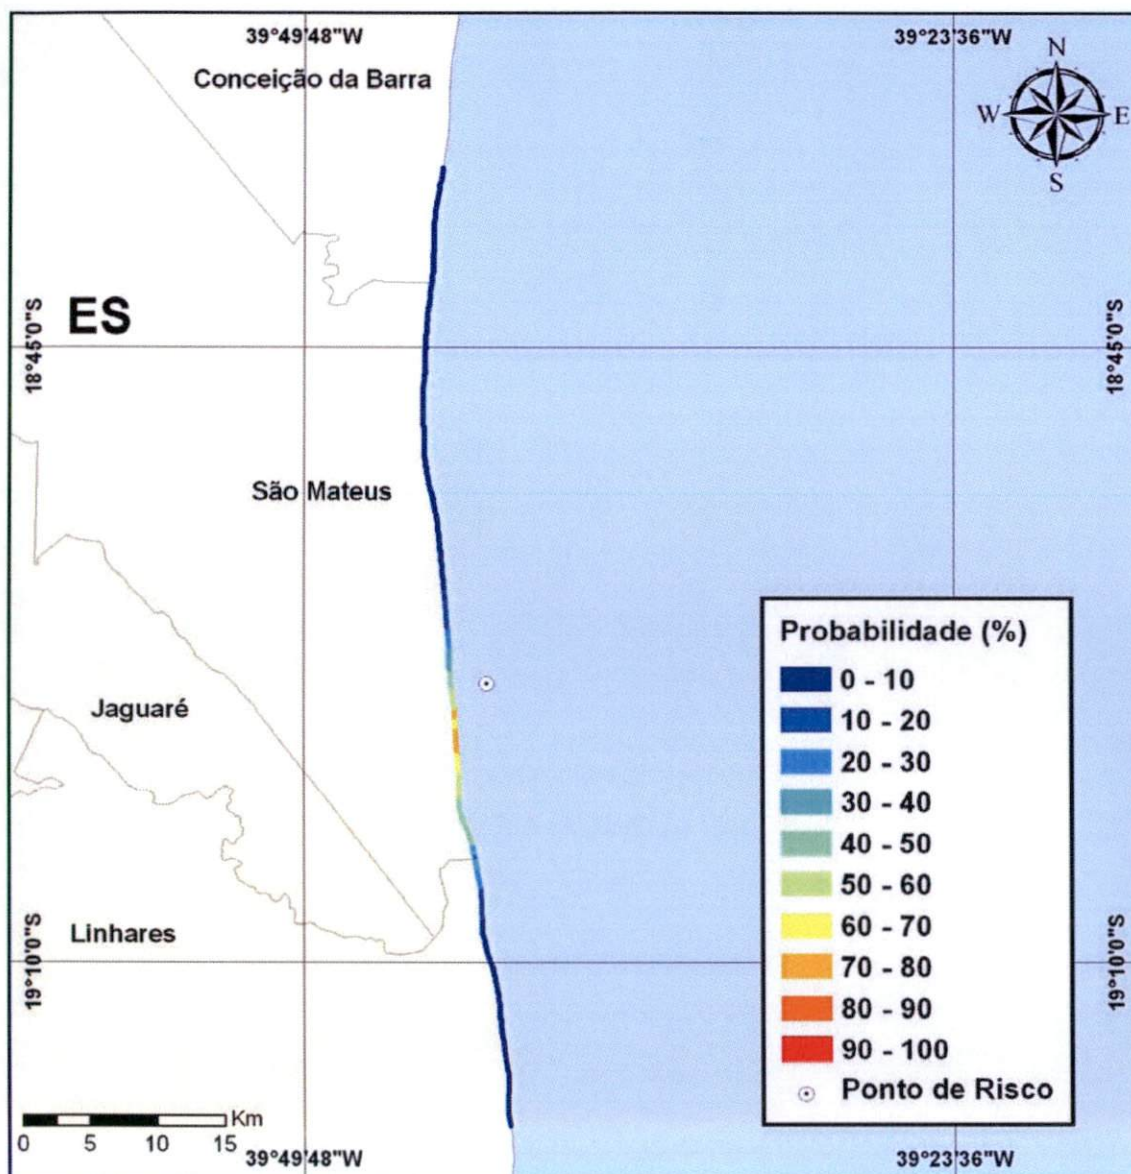 39°49'48"W
39°23'36"W
Conceição da Barra
N
W
E
S
ES
18°45'0"S
18°45'0"S
São Mateus
Jaguaré
Linhares
19°10'0"S
19°10'0"S
Probabilidade (%)
0 - 10
10 - 20
20 - 30
30 - 40
40 - 50
50 - 60
60 - 70
70 - 80
80 - 90
90 - 100
Ponto de Risco
Km
0 5 10 15
39°49'48"W
39°23'36"W